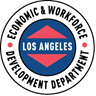 ECONOMIC & WORKFORCE
LOS ANGELES
DEVELOPMENT DEPARTMENT